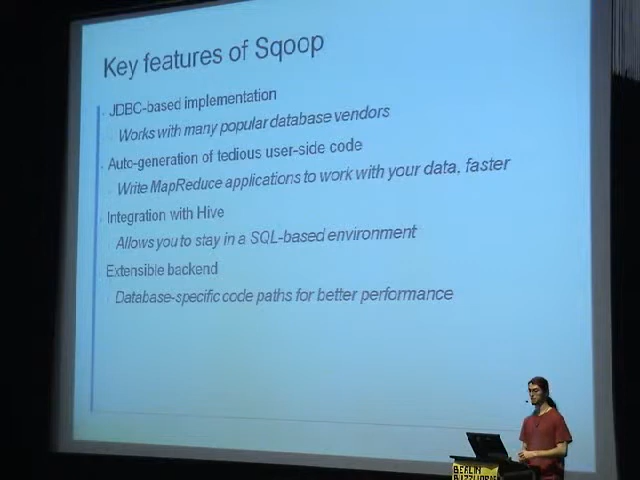 Key features of Sqoop
JDBC-based implementation
Works with many popular database vendors
Auto-generation of tedious user-side code
Write MapReduce applications to work with your data, faster
Integration with Hive
Allows you to stay in a SQL-based environment
Extensible backend
Database-specific code paths for better performance
BERLIN
BUZZWORDS